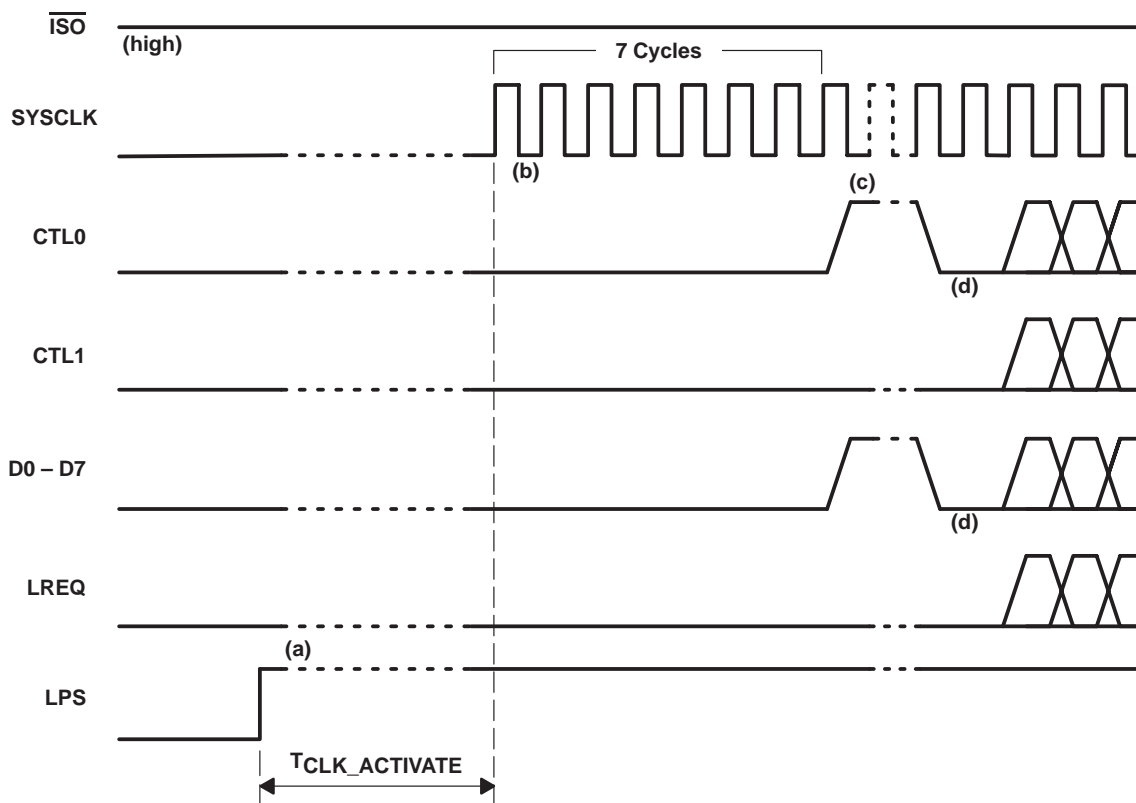 ISO
(high)
7 Cycles
SYSCLK
(b)
(c)
CTL0
(d)
CTL1
D0 – D7
(d)
LREQ
(a)
LPS
TCLK_ACTIVATE